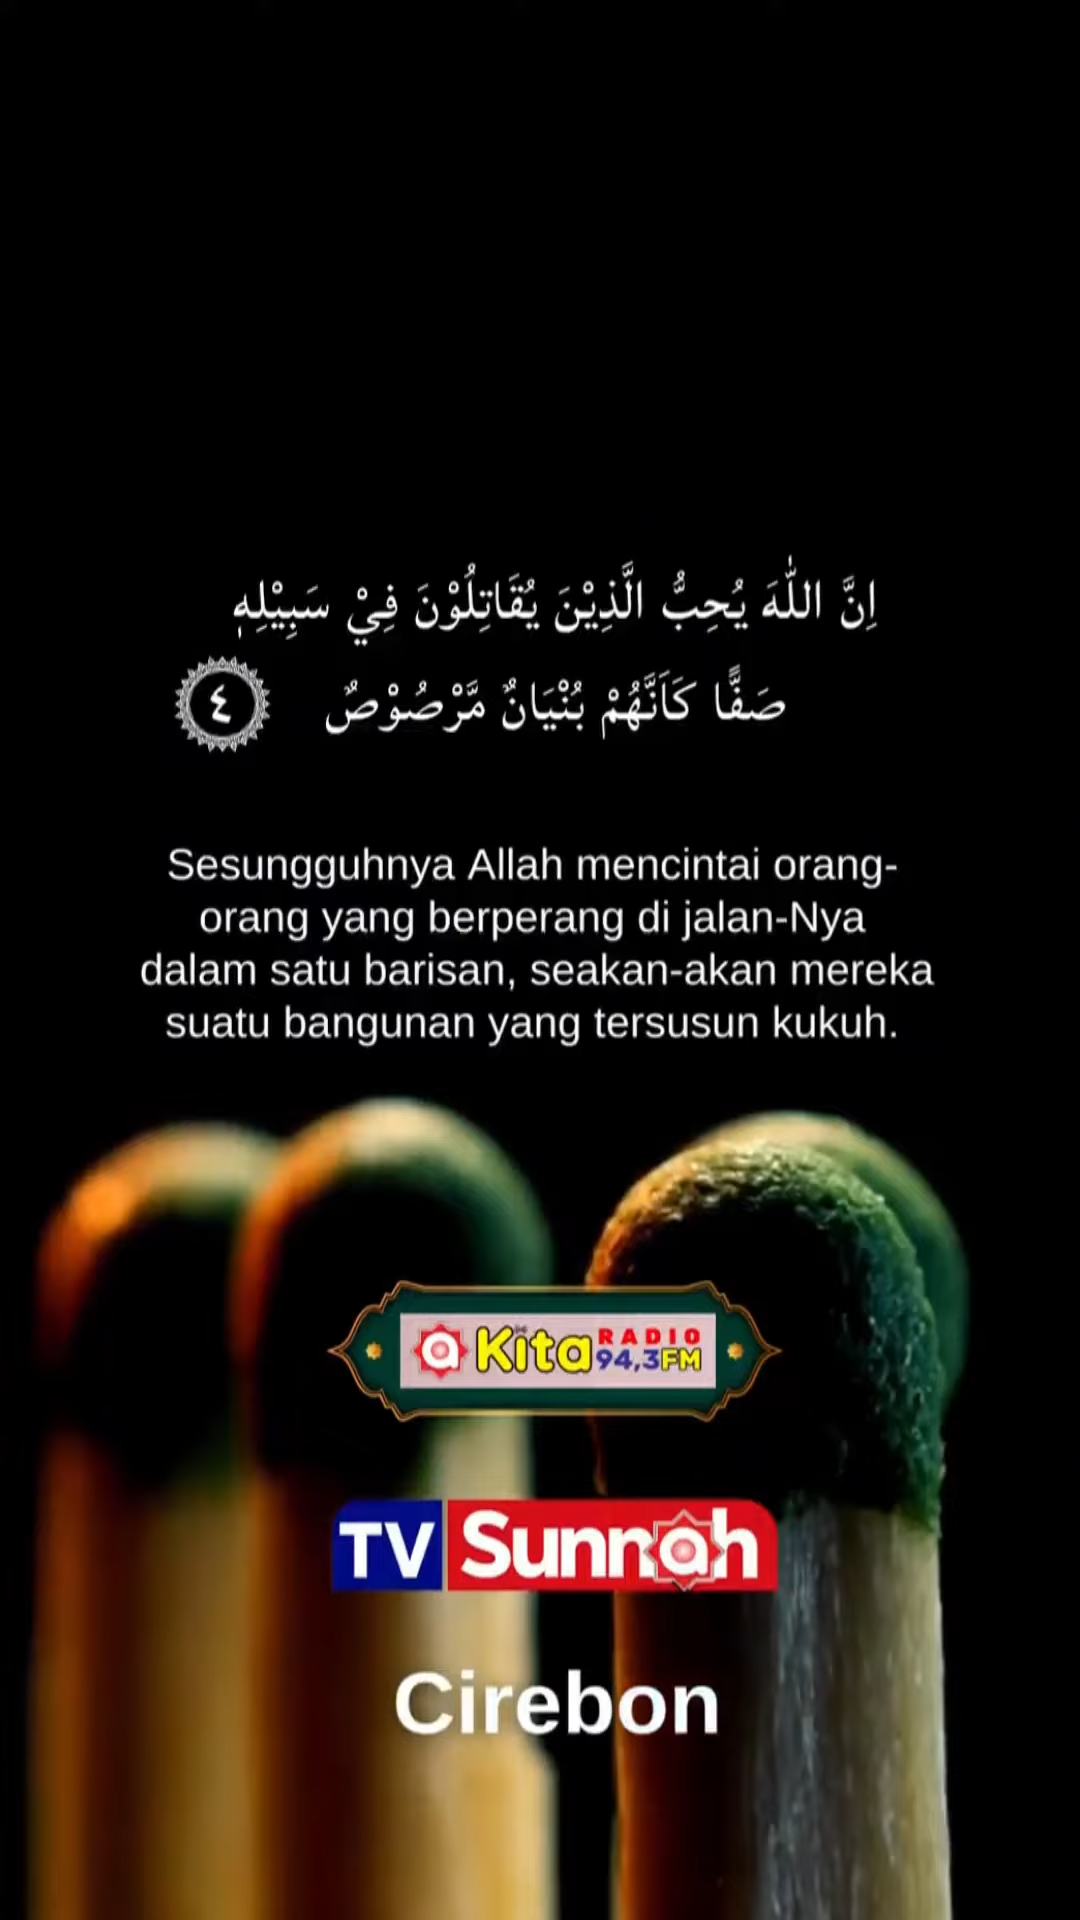 اِنَّ اللّٰهَ يُحِبُّ الَّذِيْنَ يُقَاتِلُوْنَ فِيْ سَبِيْلِهٖ
صَفًّا كَاَنَّهُمْ بُنْيَانٌ مَّرْصُوْصٌ ٤
Sesungguhnya Allah mencintai orang-
orang yang berperang di jalan-Nya
dalam satu barisan, seakan-akan mereka
suatu bangunan yang tersusun kukuh.
Kita RADIO 94,3FM
TV Sunnah
Cirebon